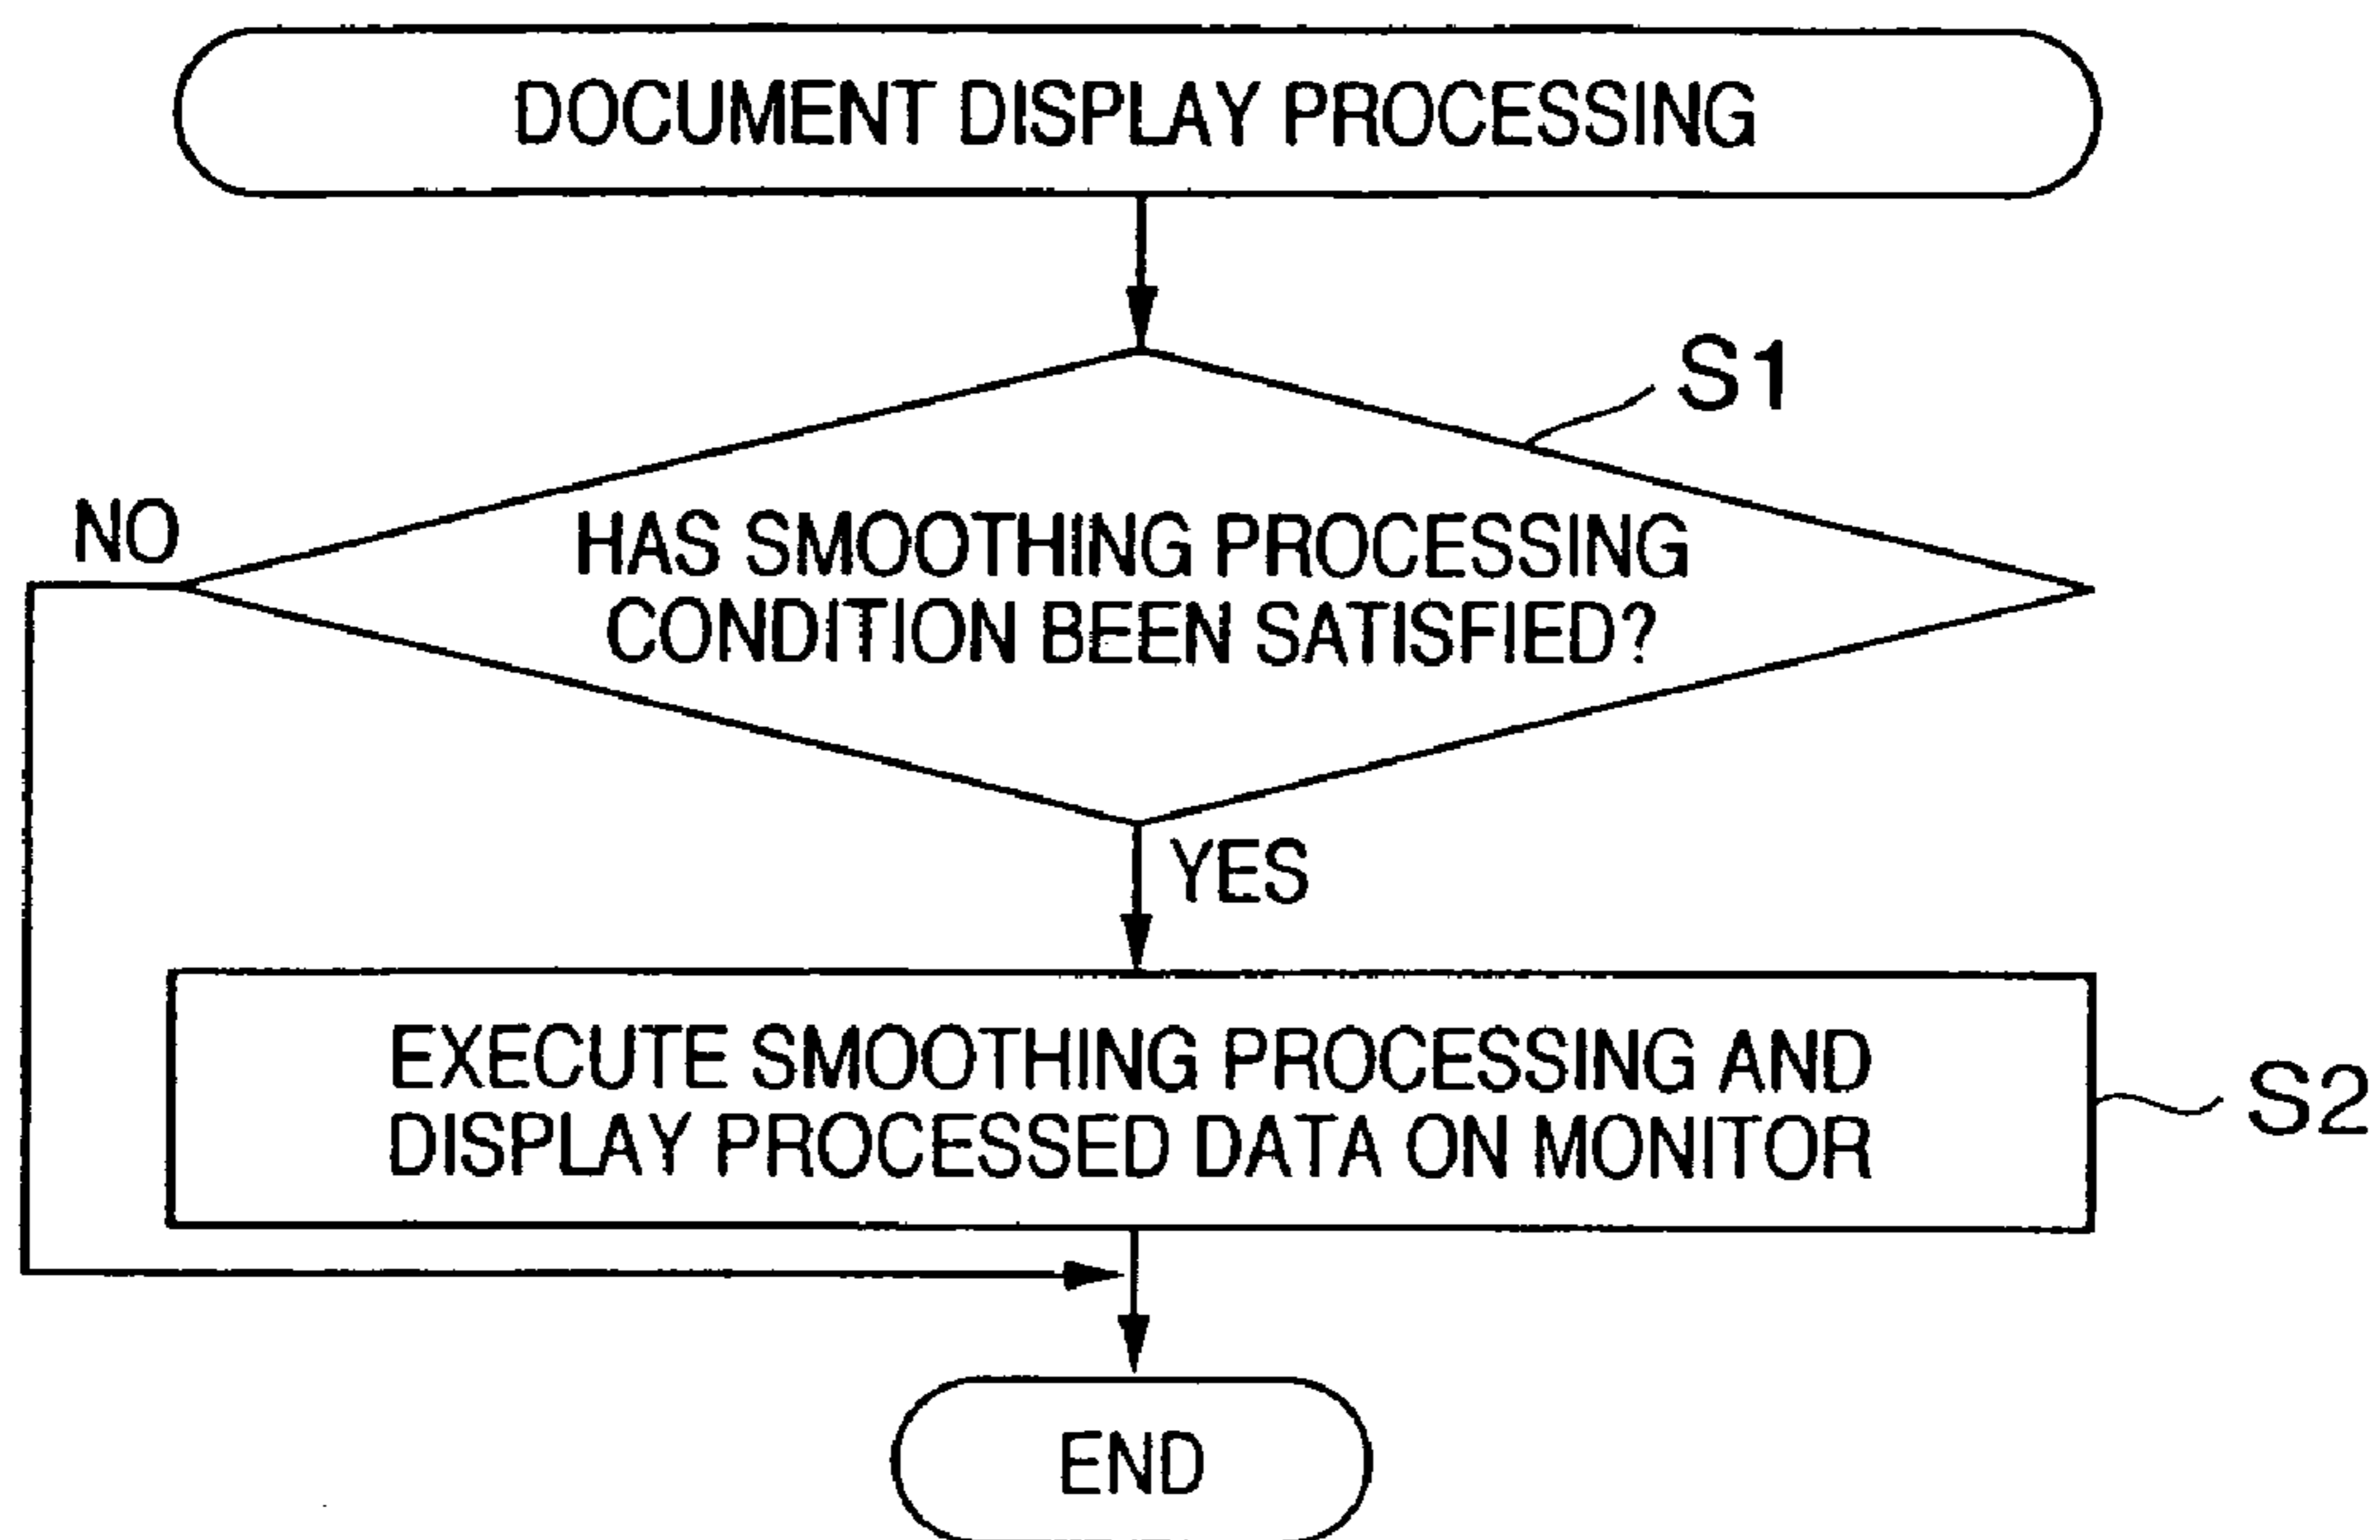 DOCUMENT DISPLAY PROCESSING
S1
NO
HAS SMOOTHING PROCESSING
CONDITION BEEN SATISFIED?
YES
EXECUTE SMOOTHING PROCESSING AND
DISPLAY PROCESSED DATA ON MONITOR
S2
END